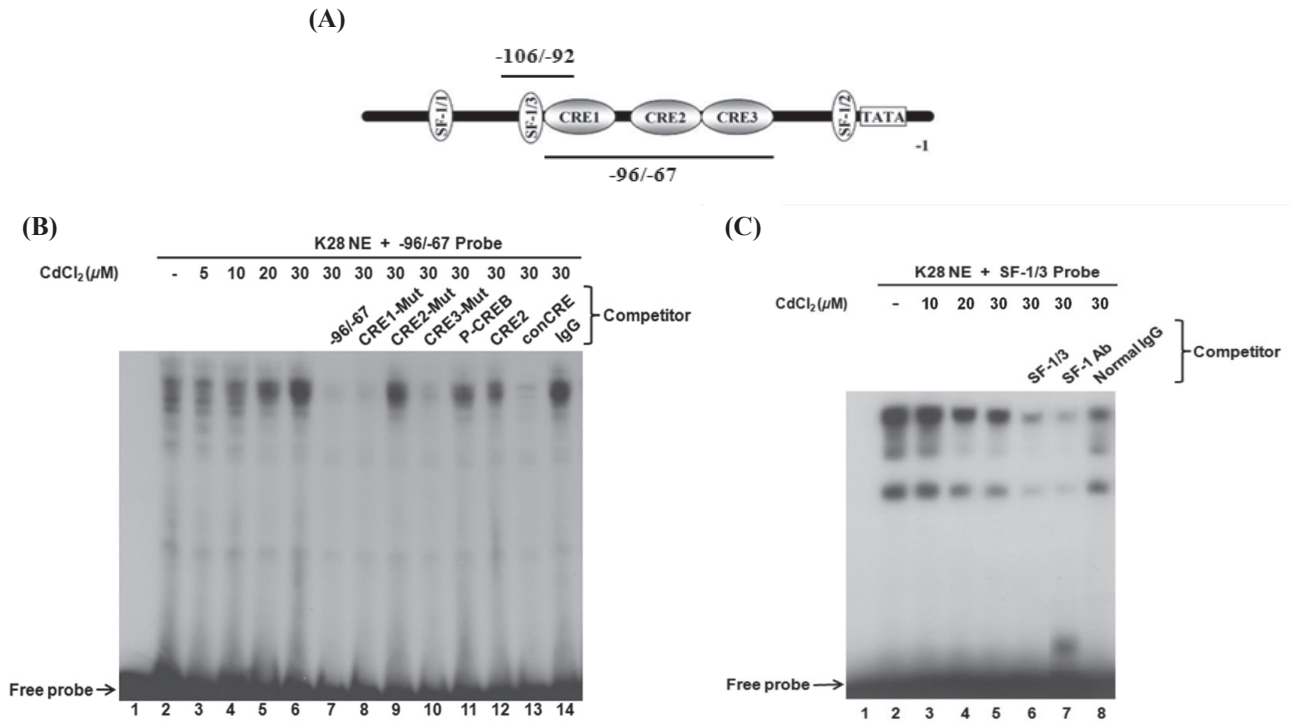 (A)
-106/-92
SF-1/1
SF-1/3
CRE1
CRE2
CRE3
SF-1/2
TATA
-1
-96/-67
(B)
K28 NE + -96/-67 Probe
CdCl2(μM) - 5 10 20 30 30 30 30 30 30 30 30 30
-96/-67
CRE1-Mut
CRE2-Mut
CRE3-Mut
P-CREB
CRE2
conCRE
IgG
Competitor
Free probe
1 2 3 4 5 6 7 8 9 10 11 12 13 14
(C)
K28 NE + SF-1/3 Probe
CdCl2(μM) - 10 20 30 30 30 30
SF-1/3
SF-1 Ab
Normal IgG
Competitor
Free probe
1 2 3 4 5 6 7 8